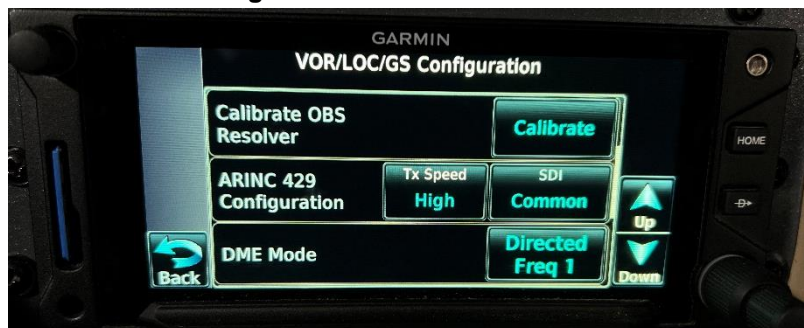 GARMIN
VOR/LOC/GS Configuration
Calibrate OBS
Resolver
Calibrate
ARINC 429
Configuration
Tx Speed
High
SDI
Common
DME Mode
Directed
Freq 1
Back
Up
Down
HOME